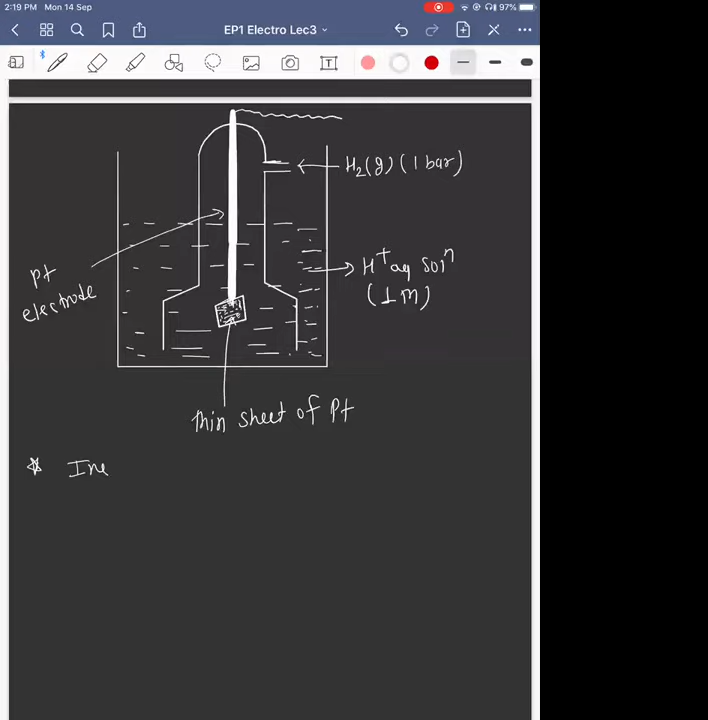 2:19 PM Mon 14 Sep
97%
EP1 Electro Lec3
H2(g) (1 bar)
H+ aq Soln
(1 M)
Pt
electrode
Thin sheet of Pt
* Ine